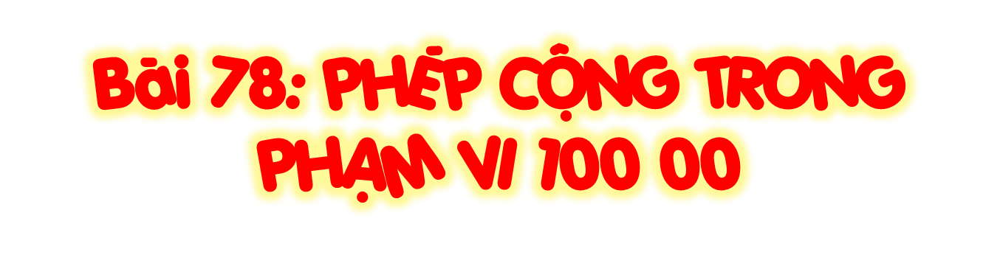 Bài 78: PHÉP CỘNG TRONG
PHẠM VI 100 00